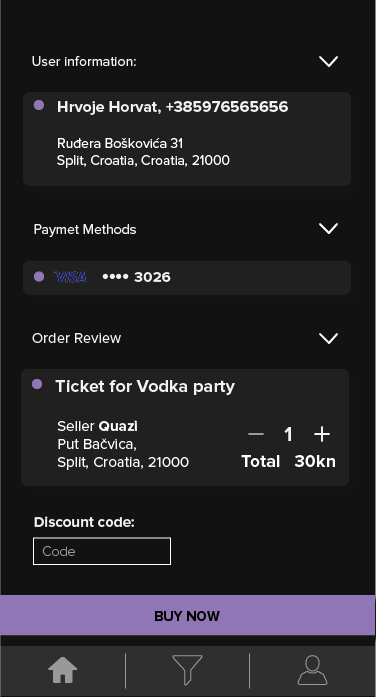 User information:
Hrvoje Horvat, +385976565656
Ruđera Boškovića 31
Split, Croatia, Croatia, 21000
Paymet Methods
VISA •••• 3026
Order Review
Ticket for Vodka party
Seller Quazi
Put Bačvica,
Split, Croatia, 21000
— 1 +
Total 30kn
Discount code:
Code
BUY NOW